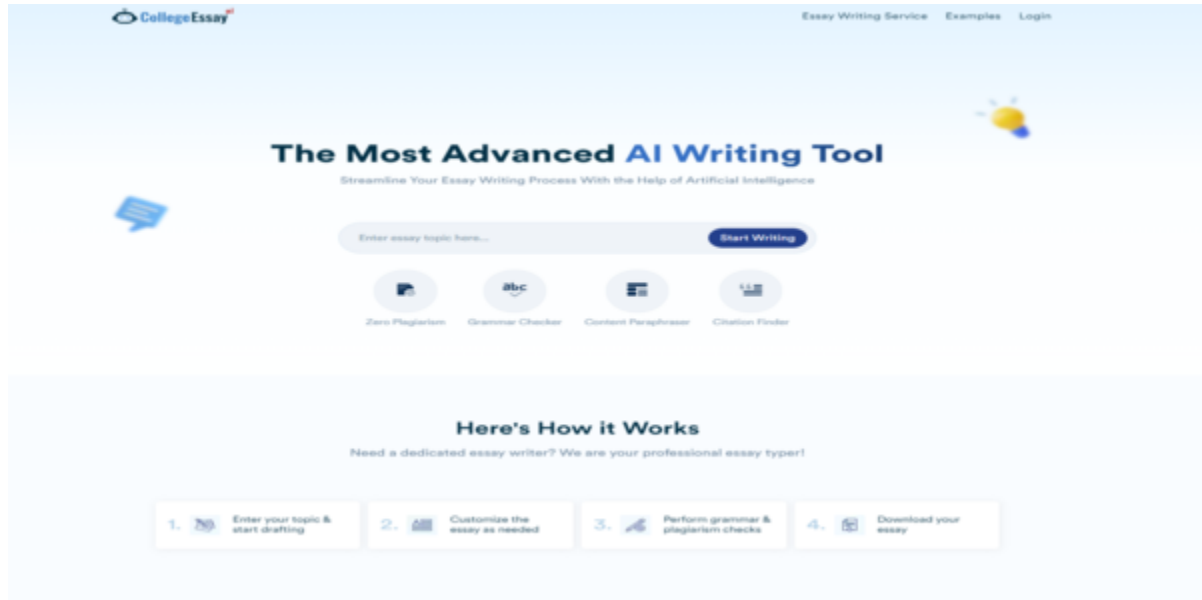 CollegeEssay ai
Essay Writing Service Examples Login
The Most Advanced AI Writing Tool
Streamline Your Essay Writing Process With the Help of Artificial Intelligence
Enter essay topic here... Start Writing
abc
Zero Plagiarism Grammar Checker Content Paraphraser Citation Finder
Here's How it Works
Need a dedicated essay writer? We are your professional essay typer!
1. Enter your topic &
start drafting
2. Customize the
essay as needed
3. Perform grammar &
plagiarism checks
4. Download your
essay